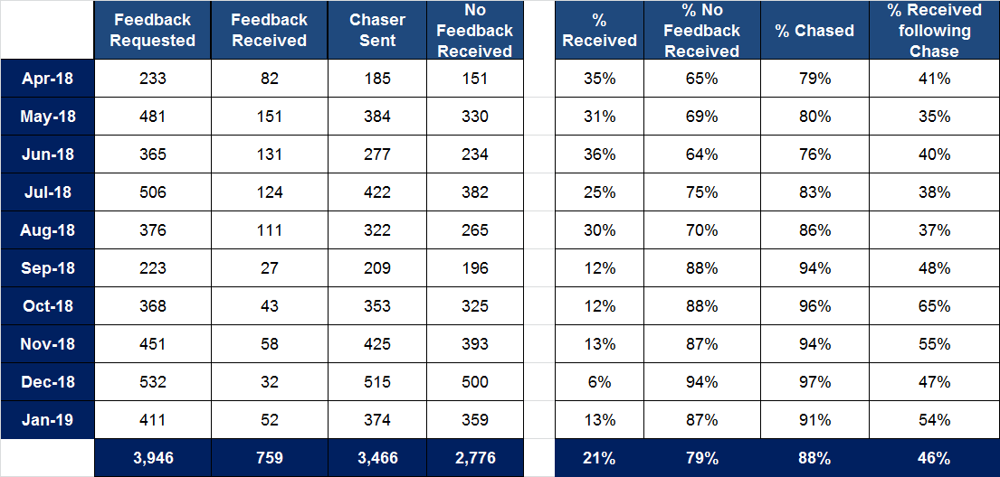 Feedback Requested Feedback Received Chaser Sent No Feedback Received % Received % No Feedback Received % Chased % Received following Chase
Apr-18 233 82 185 151 35% 65% 79% 41%
May-18 481 151 384 330 31% 69% 80% 35%
Jun-18 365 131 277 234 36% 64% 76% 40%
Jul-18 506 124 422 382 25% 75% 83% 38%
Aug-18 376 111 322 265 30% 70% 86% 37%
Sep-18 223 27 209 196 12% 88% 94% 48%
Oct-18 368 43 353 325 12% 88% 96% 65%
Nov-18 451 58 425 393 13% 87% 94% 55%
Dec-18 532 32 515 500 6% 94% 97% 47%
Jan-19 411 52 374 359 13% 87% 91% 54%
3,946 759 3,466 2,776 21% 79% 88% 46%